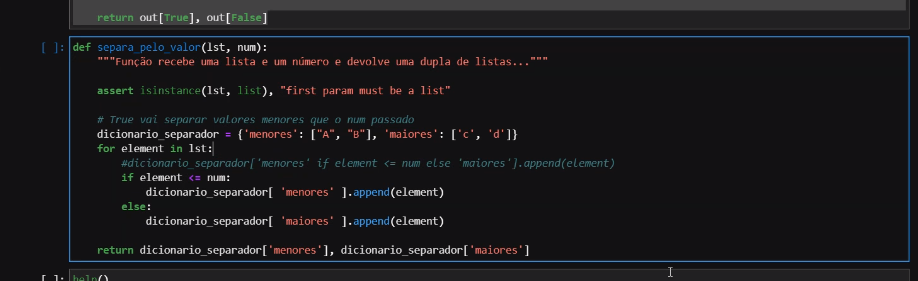 return out[True], out[False]
[ ]: def separa_pelo_valor(lst, num):
"""Função recebe uma lista e um número e devolve uma dupla de listas..."""
assert isinstance(lst, list), "first param must be a list"
# True vai separar valores menores que o num passado
dicionario_separador = {'menores': ["A", "B"], 'maiores': ['c', 'd']}
for element in lst:
#dicionario_separador['menores' if element <= num else 'maiores'].append(element)
if element <= num:
dicionario_separador[ 'menores' ].append(element)
else:
dicionario_separador[ 'maiores' ].append(element)
return dicionario_separador['menores'], dicionario_separador['maiores']
[ ]: help()